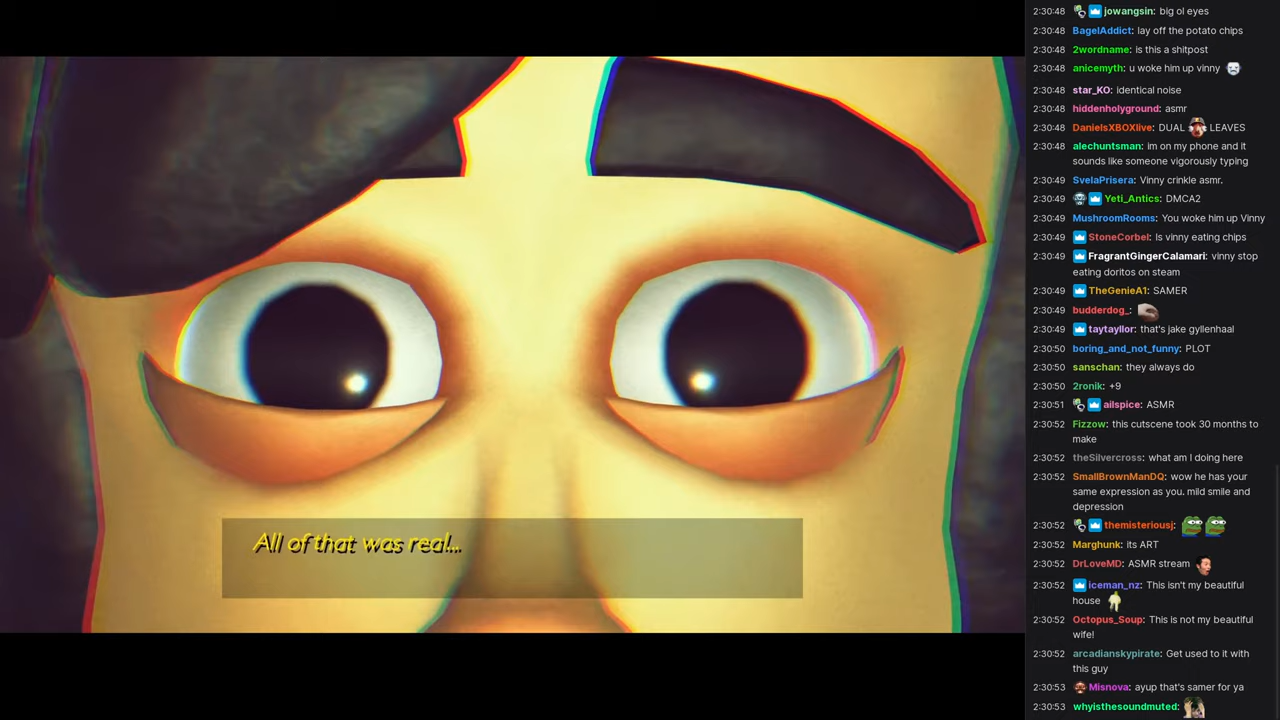 All of that was real...
2:30:48 jowangsin: big ol eyes
2:30:48 BagelAddict: lay off the potato chips
2:30:48 2wordname: is this a shitpost
2:30:48 anicemyth: u woke him up vinny
2:30:48 star_KO: identical noise
2:30:48 hiddenholyground: asmr
2:30:48 DanielsXBOXlive: DUAL LEAVES
2:30:48 alechuntsman: im on my phone and it
sounds like someone vigorously typing
2:30:49 SvelaPrisera: Vinny crinkle asmr.
2:30:49 Yeti_Antics: DMCA2
2:30:49 MushroomRooms: You woke him up Vinny
2:30:49 StoneCorbel: Is vinny eating chips
2:30:49 FragrantGingerCalamari: vinny stop
eating doritos on steam
2:30:49 TheGenieA1: SAMER
2:30:49 budderdog_:
2:30:49 taytayllor: that's jake gyllenhaal
2:30:50 boring_and_not_funny: PLOT
2:30:50 sanschan: they always do
2:30:50 2ronik: +9
2:30:51 ailspice: ASMR
2:30:52 Fizzow: this cutscene took 30 months to
make
2:30:52 theSilvercross: what am I doing here
2:30:52 SmallBrownManDQ: wow he has your
same expression as you. mild smile and
depression
2:30:52 themisteriousj:
2:30:52 Marghunk: its ART
2:30:52 DrLoveMD: ASMR stream
2:30:52 iceman_nz: This isn't my beautiful
house
2:30:52 Octopus_Soup: This is not my beautiful
wife!
2:30:52 arcadianskypirate: Get used to it with
this guy
2:30:53 Misnova: ayup that's samer for ya
2:30:53 whyisthesoundmuted: